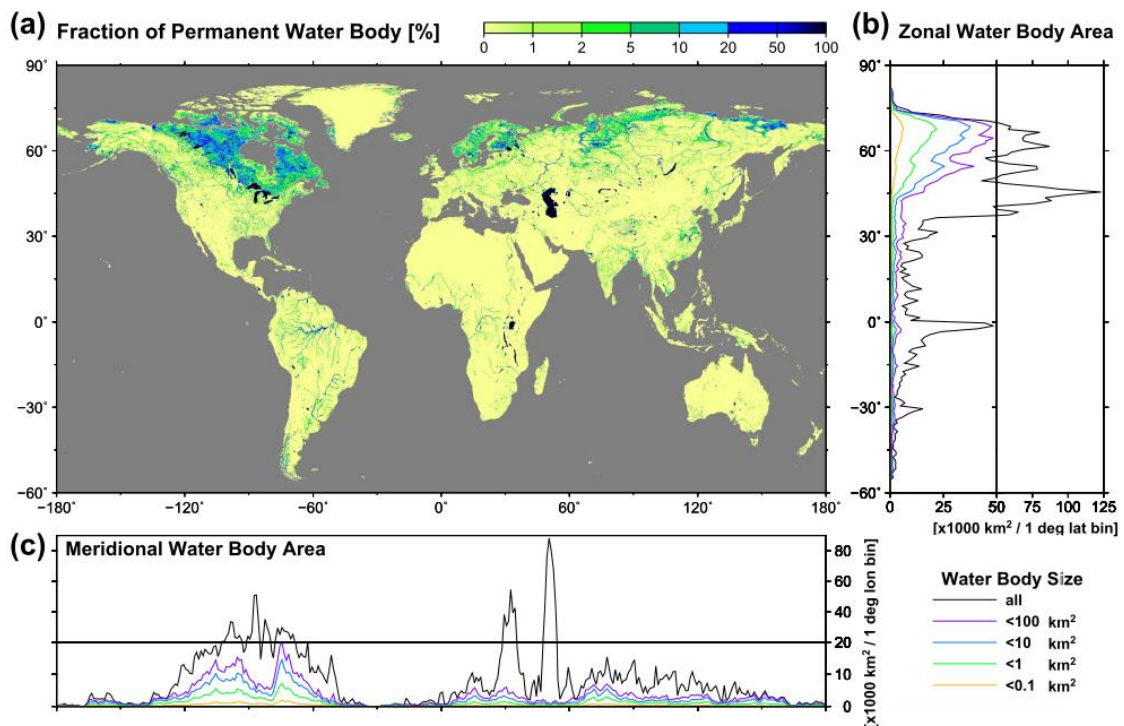 (a) Fraction of Permanent Water Body [%]
0 1 2 5 10 20 50 100
(b) Zonal Water Body Area
90° 90°
60° 60°
30° 30°
0° 0°
−30° −30°
−60° −60°
−180° −120° −60° 0° 60° 120° 180°
0 25 50 75 100 125
[x1000 km² / 1 deg lat bin]
(c) Meridional Water Body Area
80
60
40
20
10
0
[x1000 km² / 1 deg lon bin]
Water Body Size
all
<100 km²
<10 km²
<1 km²
<0.1 km²